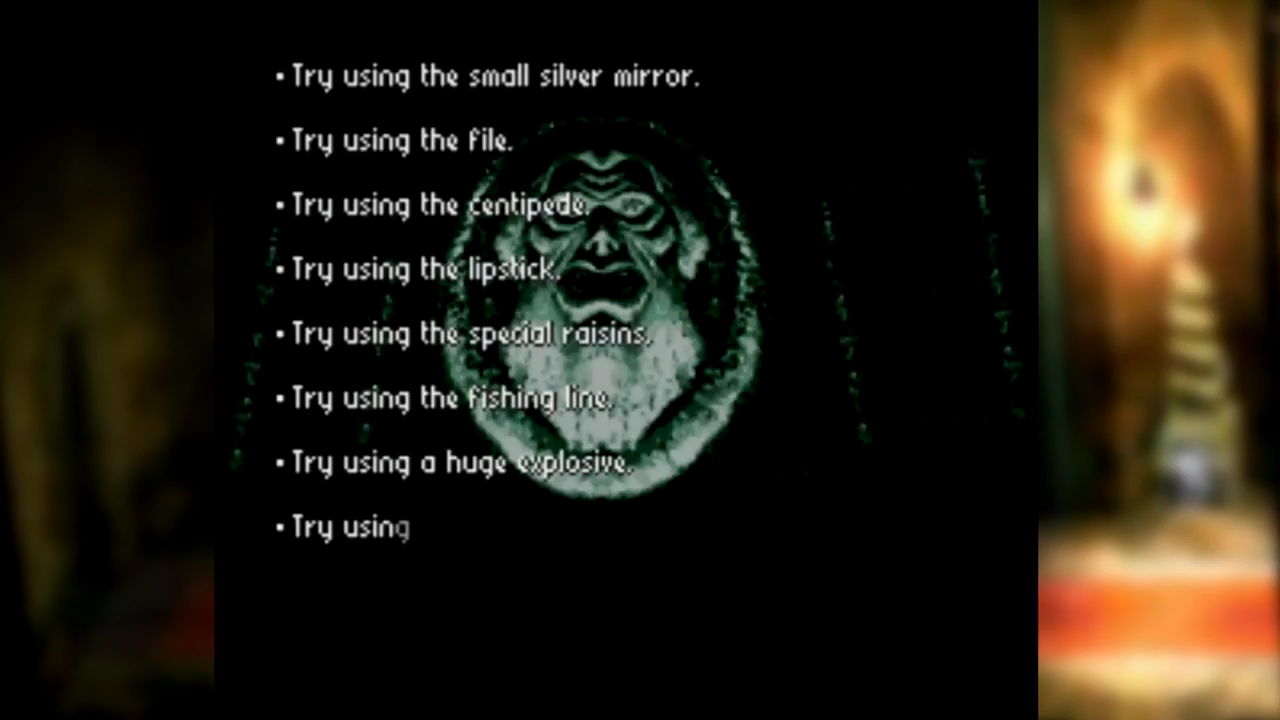 • Try using the small silver mirror.
• Try using the file.
• Try using the centipede.
• Try using the lipstick.
• Try using the special raisins.
• Try using the fishing line.
• Try using a huge explosive.
• Try using